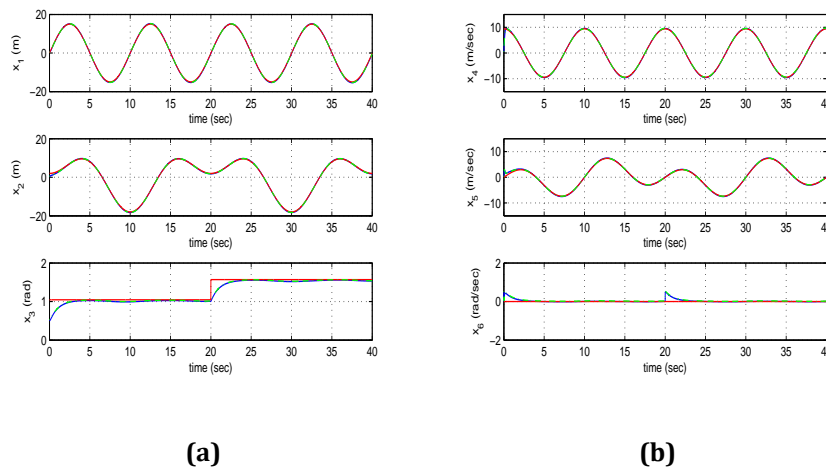 20
0
−20
x1 (m)
0 5 10 15 20 25 30 35 40
time (sec)
20
0
−20
x2 (m)
0 5 10 15 20 25 30 35 40
time (sec)
2
1
0
x3 (rad)
0 5 10 15 20 25 30 35 40
time (sec)
(a)
10
0
−10
x4 (m/sec)
0 5 10 15 20 25 30 35 40
time (sec)
10
0
−10
x5 (m/sec)
0 5 10 15 20 25 30 35 40
time (sec)
2
0
−2
x6 (rad/sec)
0 5 10 15 20 25 30 35 40
time (sec)
(b)